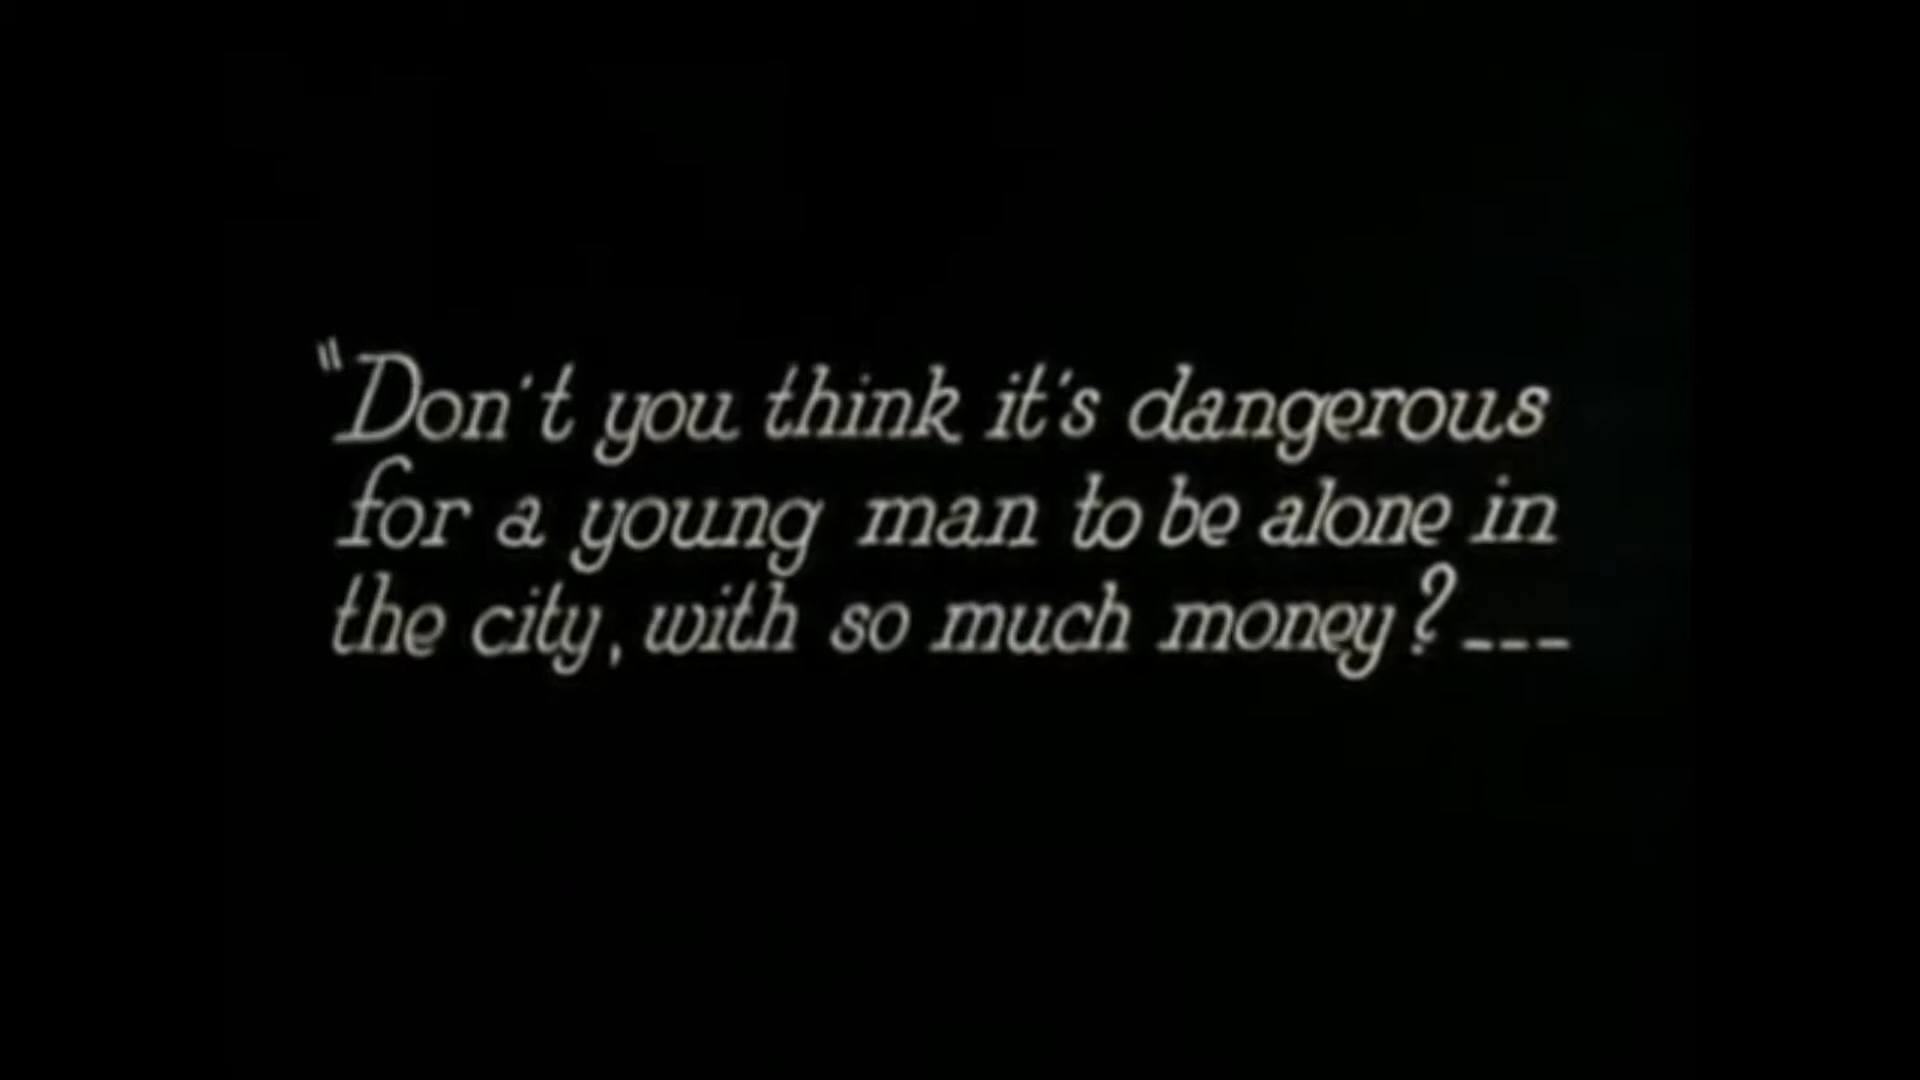 "Don't you think it's dangerous
for a young man to be alone in
the city, with so much money?---